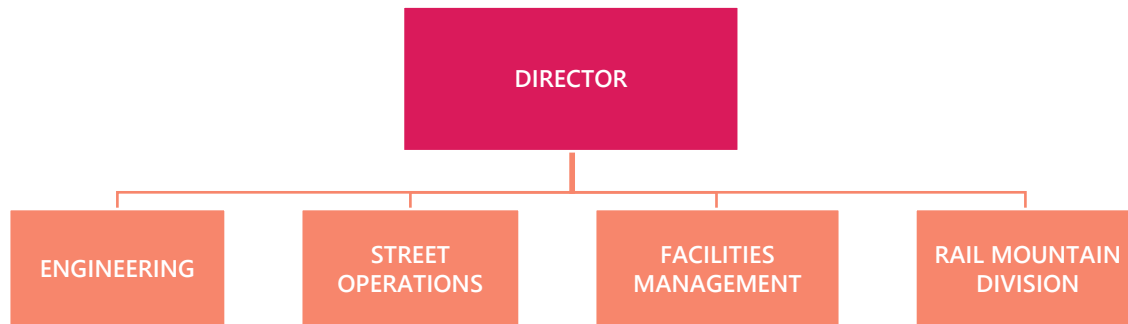 DIRECTOR
ENGINEERING
STREET
OPERATIONS
FACILITIES
MANAGEMENT
RAIL MOUNTAIN
DIVISION